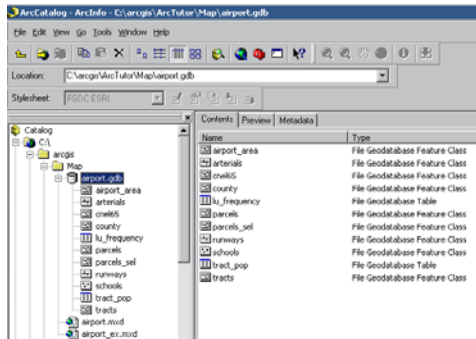 ArcCatalog - ArcInfo - C:\arcgis\ArcTutor\Map\airport.gdb
File Edit View Go Tools Window Help
Location: C:\arcgis\ArcTutor\Map\airport.gdb
Stylesheet: FGDC ESRI
Catalog
C:\
arcgis
Map
airport.gdb
airport_area
arterials
cnel65
county
lu_frequency
parcels
parcels_sel
runways
schools
tract_pop
tracts
airport.mxd
airport_ex.mxd
Contents Preview Metadata
Name Type
airport_area File Geodatabase Feature Class
arterials File Geodatabase Feature Class
cnel65 File Geodatabase Feature Class
county File Geodatabase Feature Class
lu_frequency File Geodatabase Table
parcels File Geodatabase Feature Class
parcels_sel File Geodatabase Feature Class
runways File Geodatabase Feature Class
schools File Geodatabase Feature Class
tract_pop File Geodatabase Table
tracts File Geodatabase Feature Class